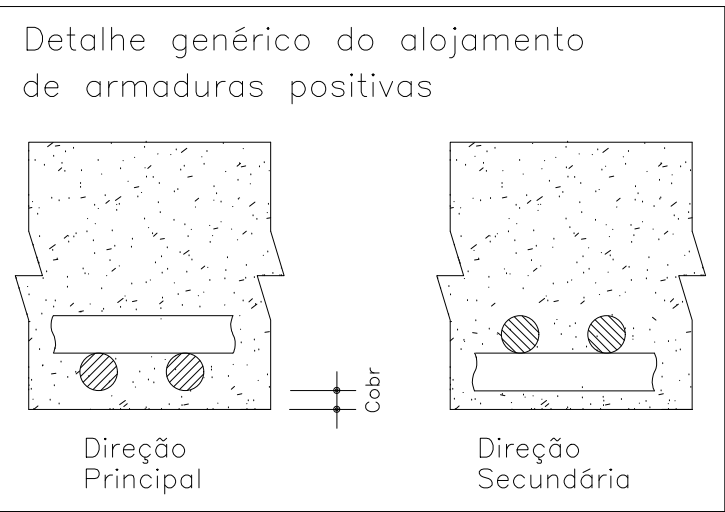 Detalhe genérico do alojamento
de armaduras positivas
Cobr
Direção
Principal
Direção
Secundária